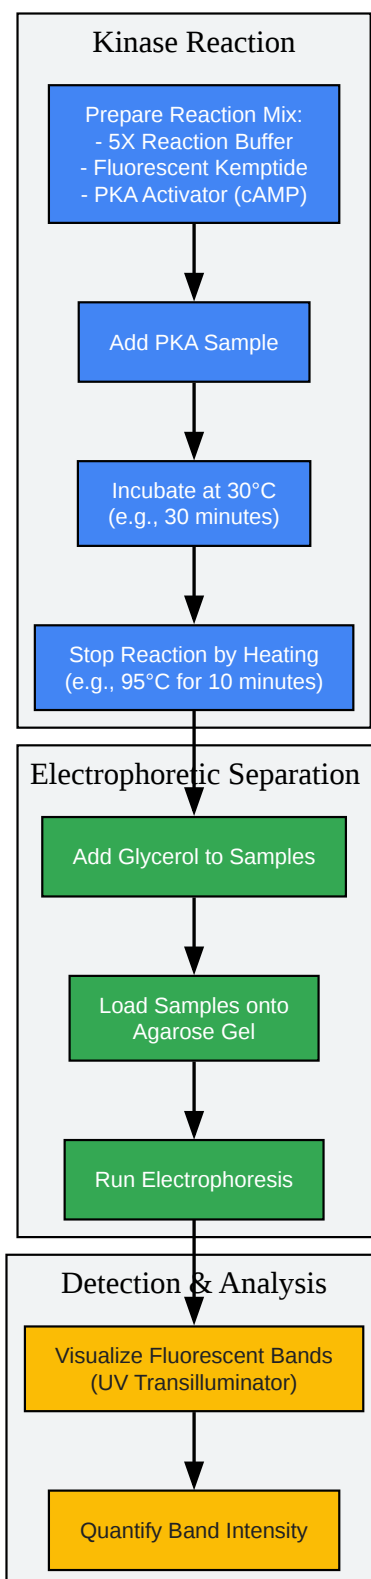 Kinase Reaction
Prepare Reaction Mix:
- 5X Reaction Buffer
- Fluorescent Kemptide
- PKA Activator (cAMP)
Add PKA Sample
Incubate at 30°C
(e.g., 30 minutes)
Stop Reaction by Heating
(e.g., 95°C for 10 minutes)
Electrophoretic Separation
Add Glycerol to Samples
Load Samples onto
Agarose Gel
Run Electrophoresis
Detection & Analysis
Visualize Fluorescent Bands
(UV Transilluminator)
Quantify Band Intensity